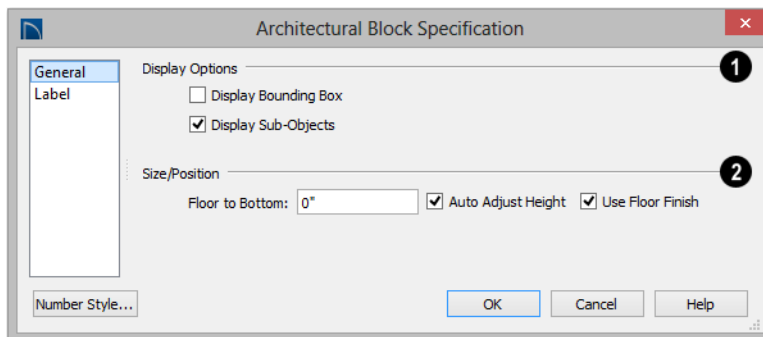 Architectural Block Specification
General
Label
Display Options
1
Display Bounding Box
Display Sub-Objects
Size/Position
2
Floor to Bottom: 0" Auto Adjust Height Use Floor Finish
Number Style... OK Cancel Help